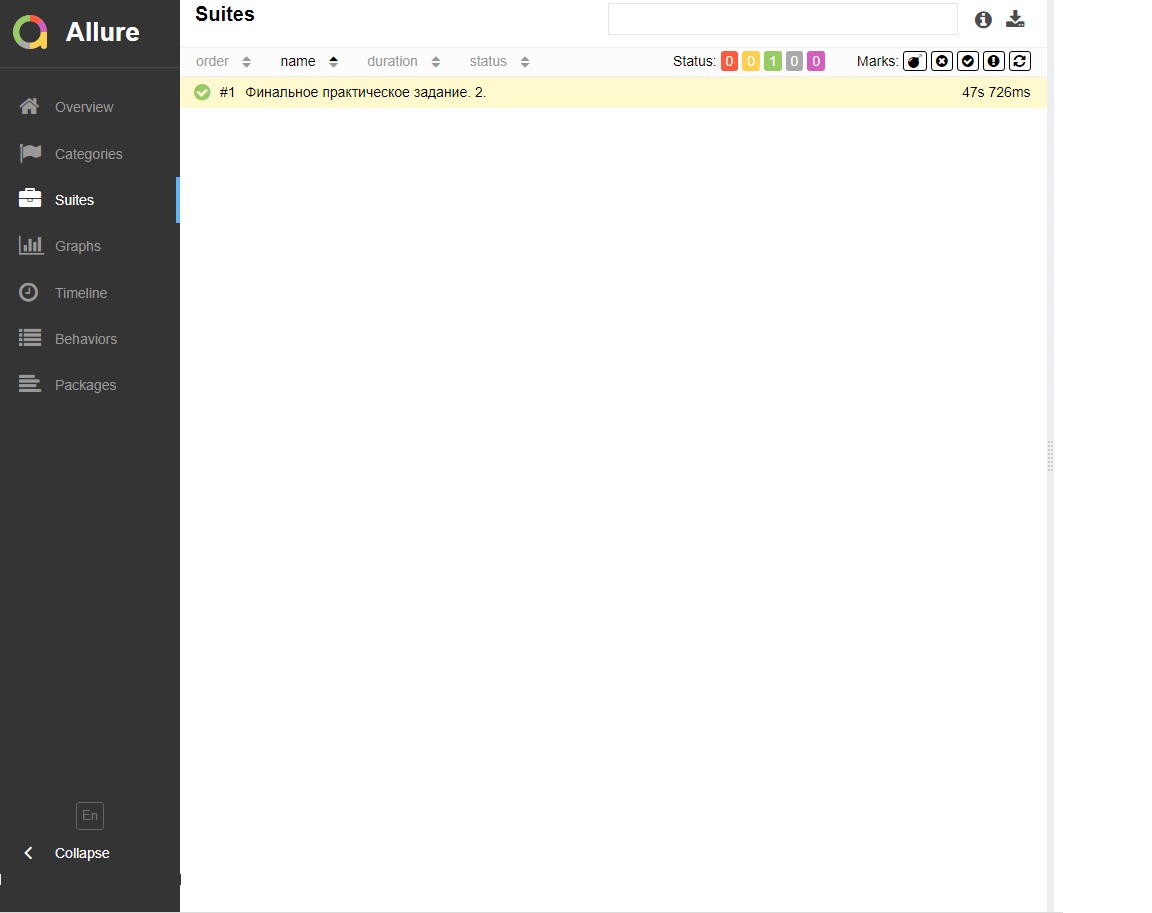 Allure
Overview
Categories
Suites
Graphs
Timeline
Behaviors
Packages
En
Collapse
Suites
order name duration status Status: 0 0 1 0 0 Marks:
#1 Финальное практическое задание. 2. 47s 726ms